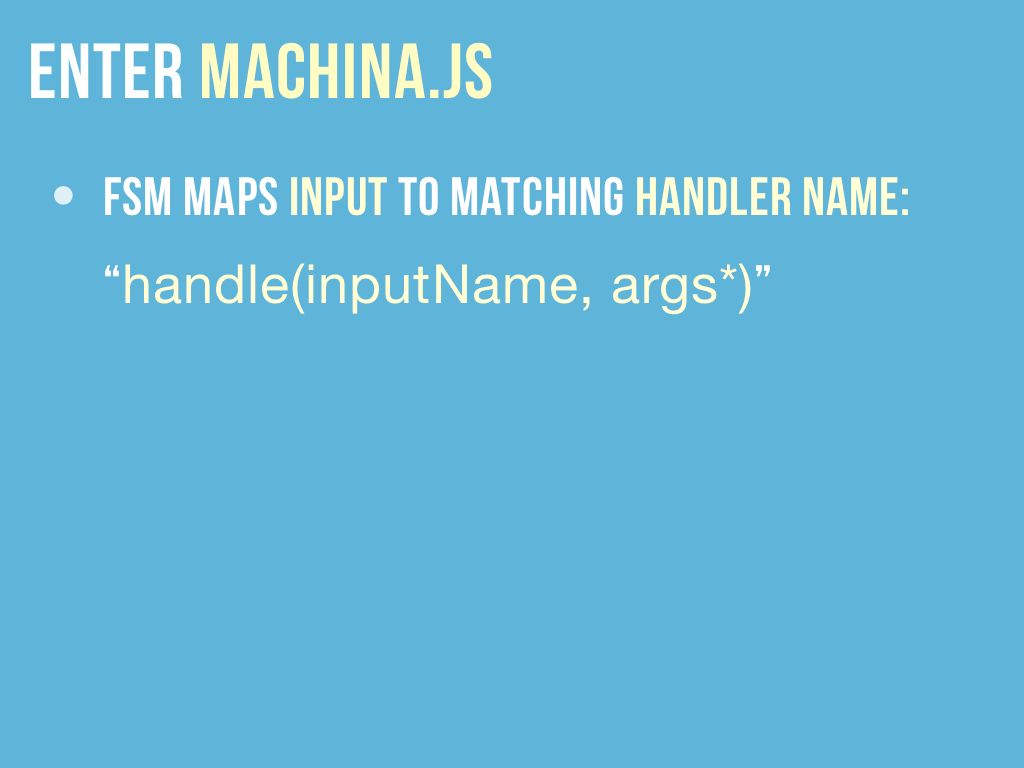 ENTER MACHINA.JS
• FSM MAPS INPUT TO MATCHING HANDLER NAME:
“handle(inputName, args*)”